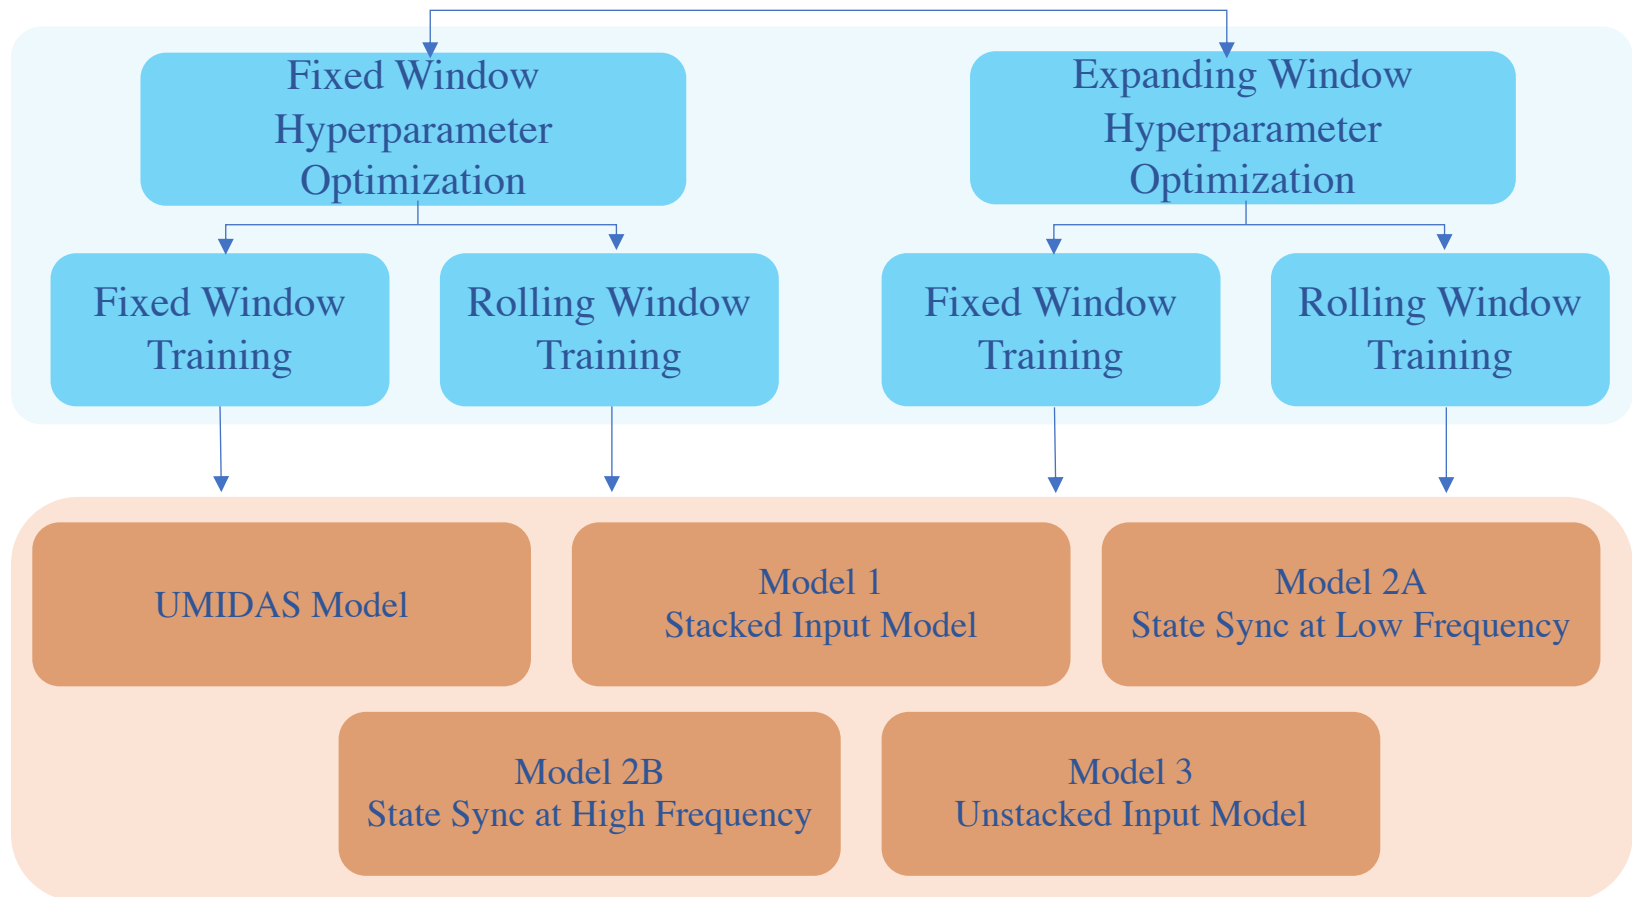 Fixed Window
Hyperparameter
Optimization
Expanding Window
Hyperparameter
Optimization
Fixed Window
Training
Rolling Window
Training
Fixed Window
Training
Rolling Window
Training
UMIDAS Model
Model 1
Stacked Input Model
Model 2A
State Sync at Low Frequency
Model 2B
State Sync at High Frequency
Model 3
Unstacked Input Model